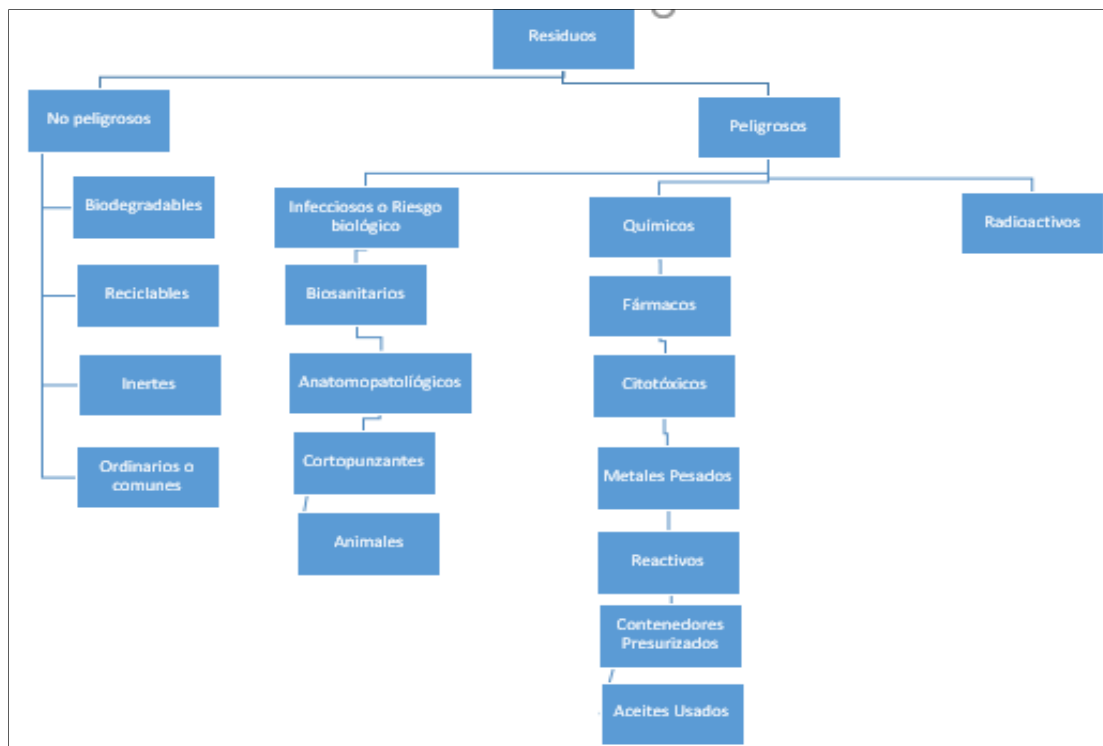 Residuos
No peligrosos
Peligrosos
Biodegradables
Reciclables
Inertes
Ordinarios o
comunes
Infecciosos o Riesgo
biológico
Biosanitarios
Anatomopatolíógicos
Cortopunzantes
Animales
Químicos
Fármacos
Citotóxicos
Metales Pesados
Reactivos
Contenedores
Presurizados
Aceites Usados
Radioactivos